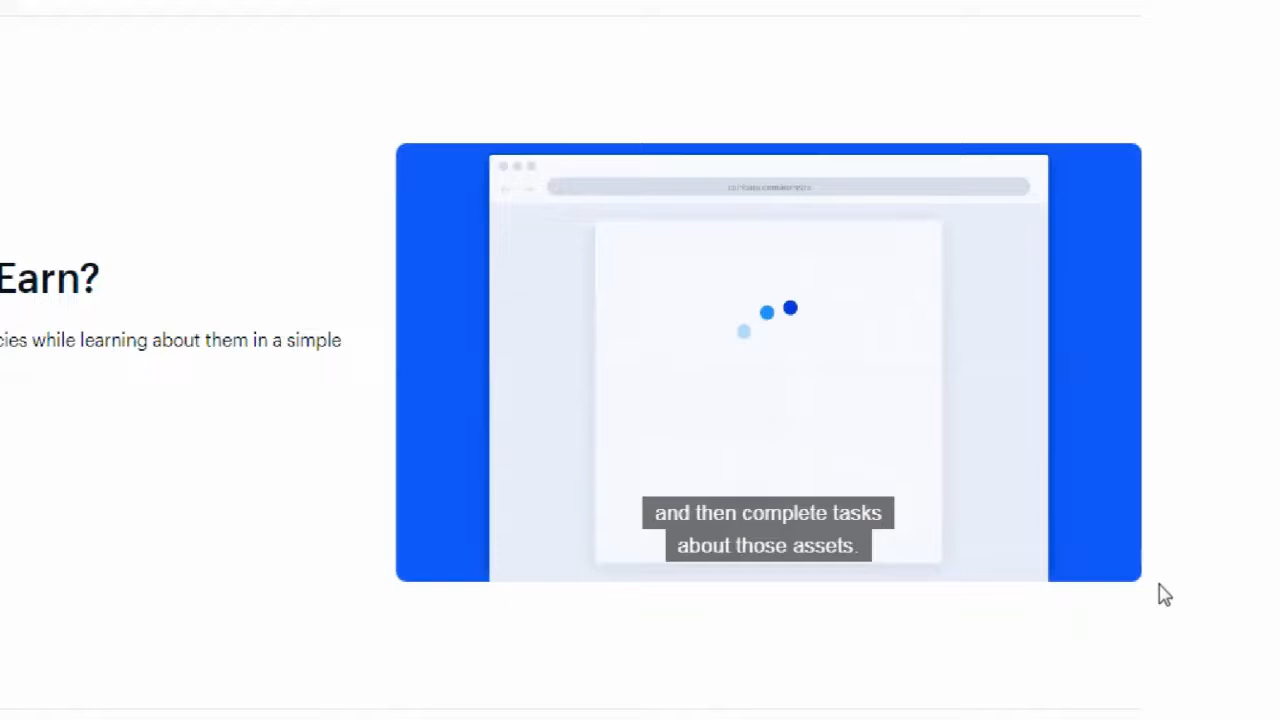 Earn?
cies while learning about them in a simple
and then complete tasks
about those assets.